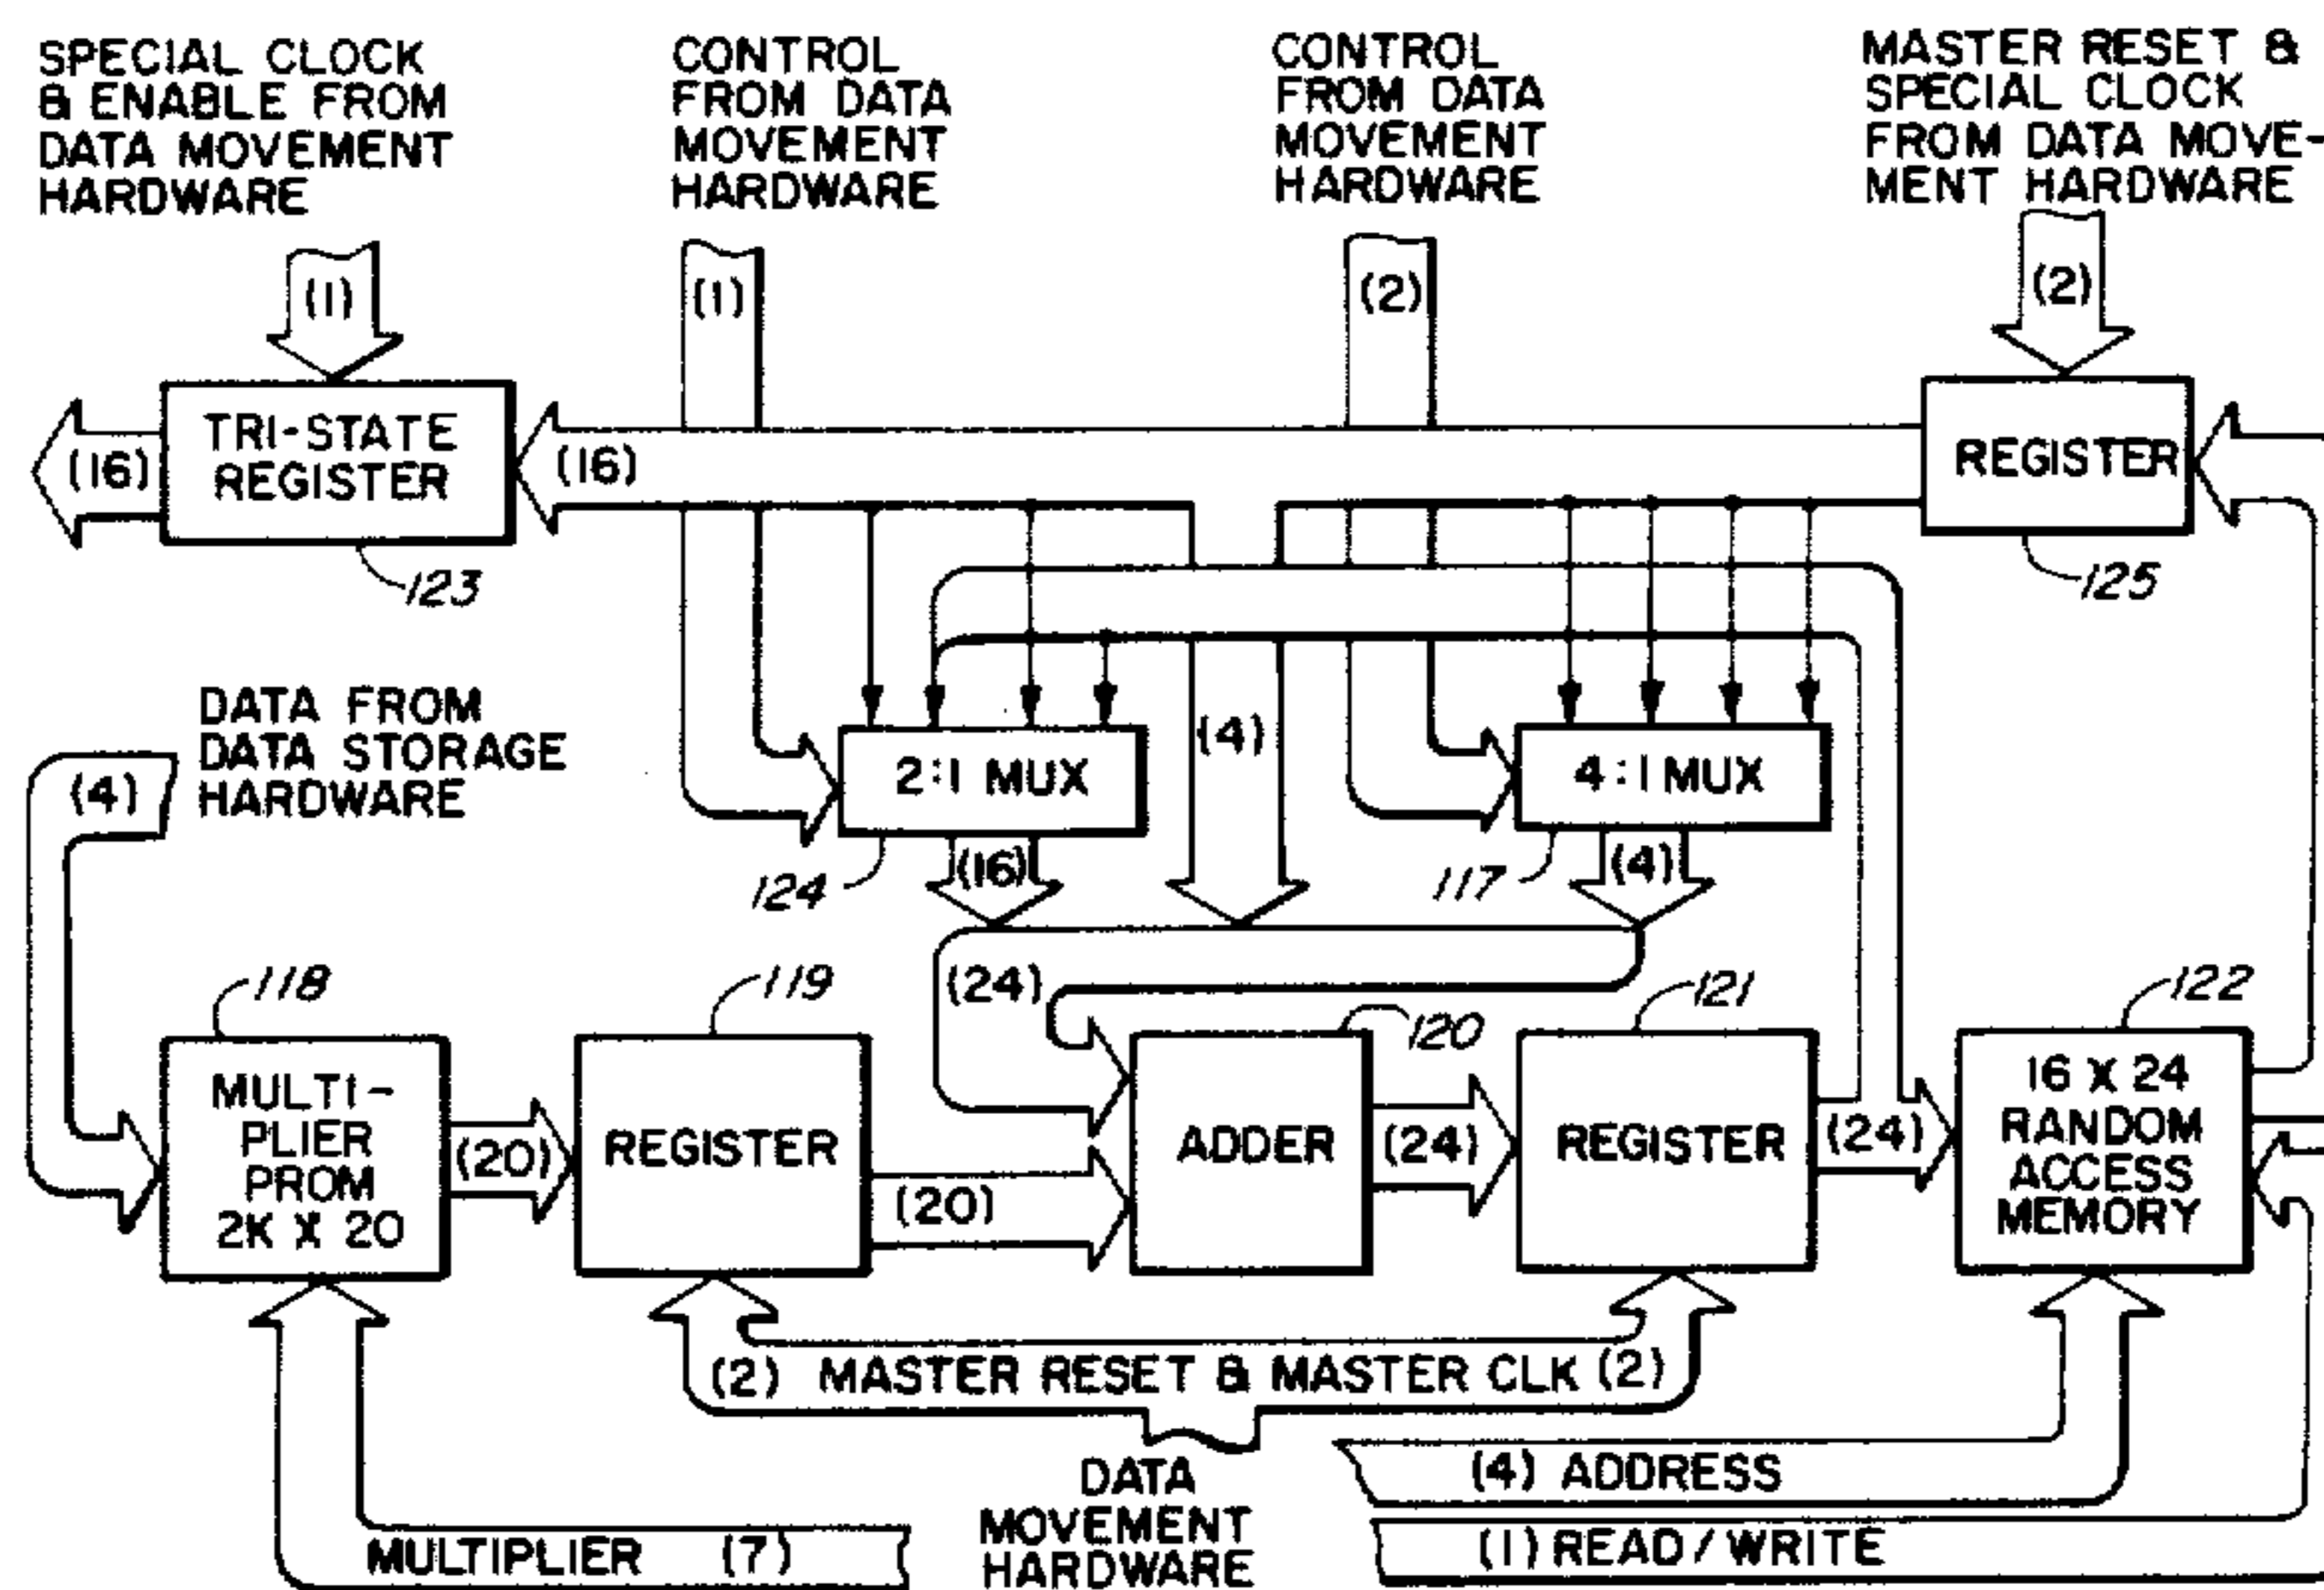 SPECIAL CLOCK
& ENABLE FROM
DATA MOVEMENT
HARDWARE
CONTROL
FROM DATA
MOVEMENT
HARDWARE
CONTROL
FROM DATA
MOVEMENT
HARDWARE
MASTER RESET &
SPECIAL CLOCK
FROM DATA MOVE-
MENT HARDWARE
(1)
(1)
(2)
(2)
(16)
TRI-STATE
REGISTER
(16)
REGISTER
123
125
DATA FROM
DATA STORAGE
HARDWARE
(4)
2:1 MUX
(4)
4:1 MUX
124
(16)
117
(4)
118
119
(24)
120
121
122
MULTI-
PLIER
PROM
2K X 20
(20)
REGISTER
(20)
ADDER
(24)
REGISTER
(24)
16 X 24
RANDOM
ACCESS
MEMORY
(2) MASTER RESET & MASTER CLK (2)
DATA
MOVEMENT
HARDWARE
(4) ADDRESS
MULTIPLIER (7)
(1) READ/WRITE